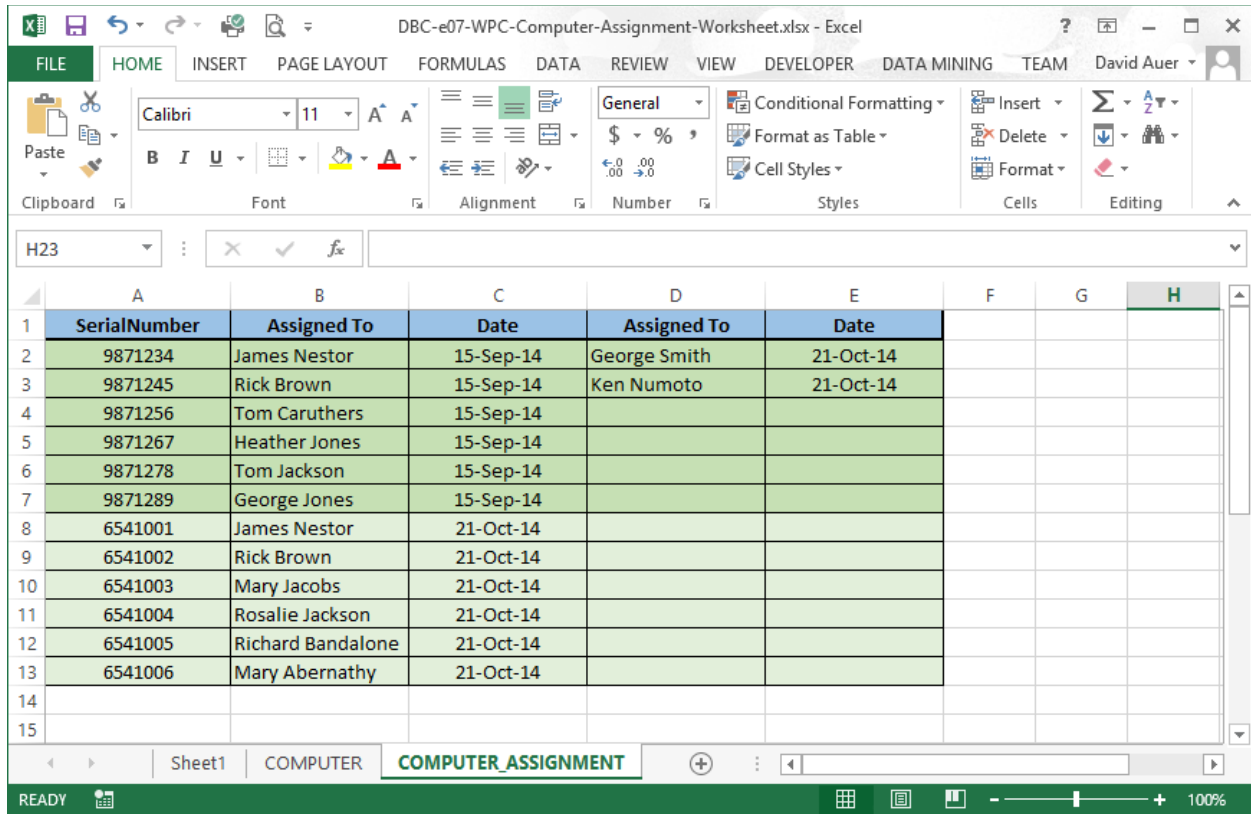 DBC-e07-WPC-Computer-Assignment-Worksheet.xlsx - Excel ?
FILE HOME INSERT PAGE LAYOUT FORMULAS DATA REVIEW VIEW DEVELOPER DATA MINING TEAM David Auer
Calibri 11 A A General Conditional Formatting Insert Σ A Z
Paste B I U A $ % , Format as Table Delete
.0 .00 .00 .0 Cell Styles Format
Clipboard Font Alignment Number Styles Cells Editing
H23 fx
A B C D E F G H
1 SerialNumber Assigned To Date Assigned To Date
2 9871234 James Nestor 15-Sep-14 George Smith 21-Oct-14
3 9871245 Rick Brown 15-Sep-14 Ken Numoto 21-Oct-14
4 9871256 Tom Caruthers 15-Sep-14
5 9871267 Heather Jones 15-Sep-14
6 9871278 Tom Jackson 15-Sep-14
7 9871289 George Jones 15-Sep-14
8 6541001 James Nestor 21-Oct-14
9 6541002 Rick Brown 21-Oct-14
10 6541003 Mary Jacobs 21-Oct-14
11 6541004 Rosalie Jackson 21-Oct-14
12 6541005 Richard Bandalone 21-Oct-14
13 6541006 Mary Abernathy 21-Oct-14
14
15
Sheet1 COMPUTER COMPUTER_ASSIGNMENT
READY 100%